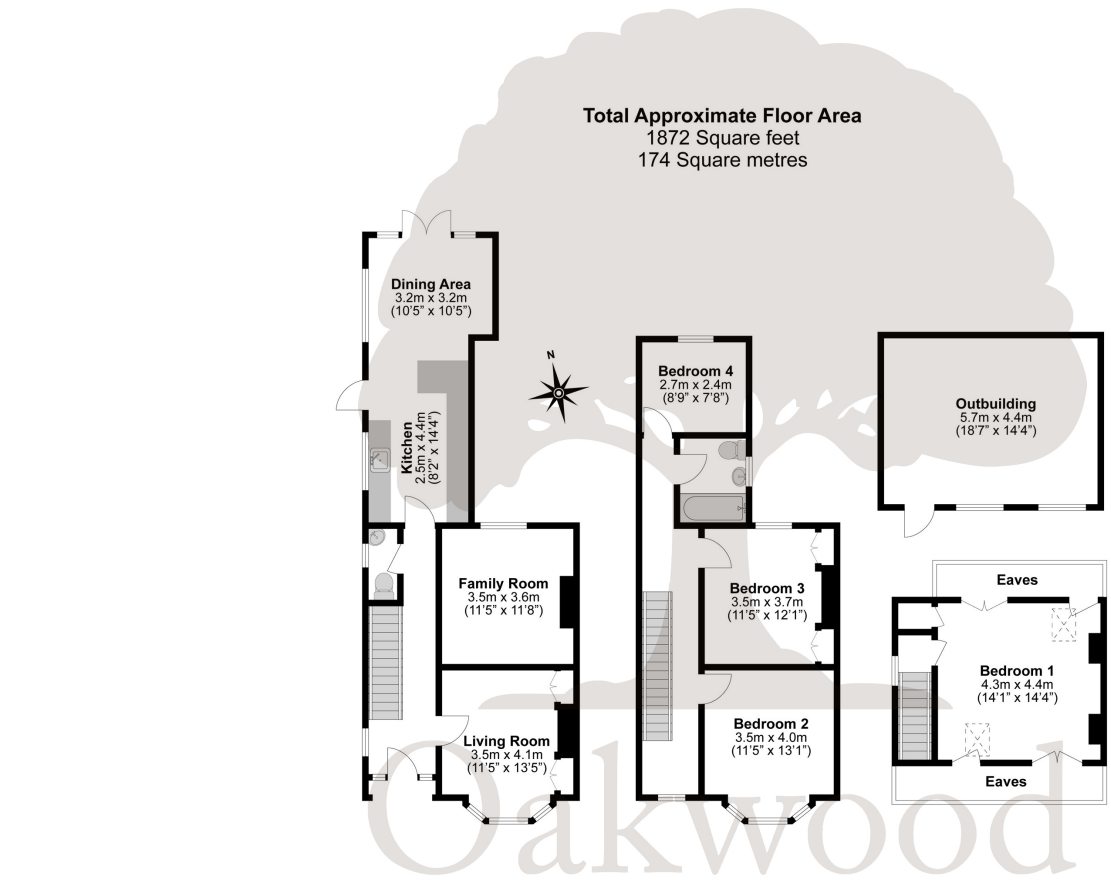 Total Approximate Floor Area
1872 Square feet
174 Square metres
Dining Area
3.2m x 3.2m
(10'5" x 10'5")
N
Kitchen
2.5m x 4.4m
(8'2" x 14'4")
Family Room
3.5m x 3.6m
(11'5" x 11'8")
Living Room
3.5m x 4.1m
(11'5" x 13'5")
Bedroom 4
2.7m x 2.4m
(8'9" x 7'8")
Bedroom 3
3.5m x 3.7m
(11'5" x 12'1")
Bedroom 2
3.5m x 4.0m
(11'5" x 13'1")
Outbuilding
5.7m x 4.4m
(18'7" x 14'4")
Eaves
Bedroom 1
4.3m x 4.4m
(14'1" x 14'4")
Eaves
Oakwood